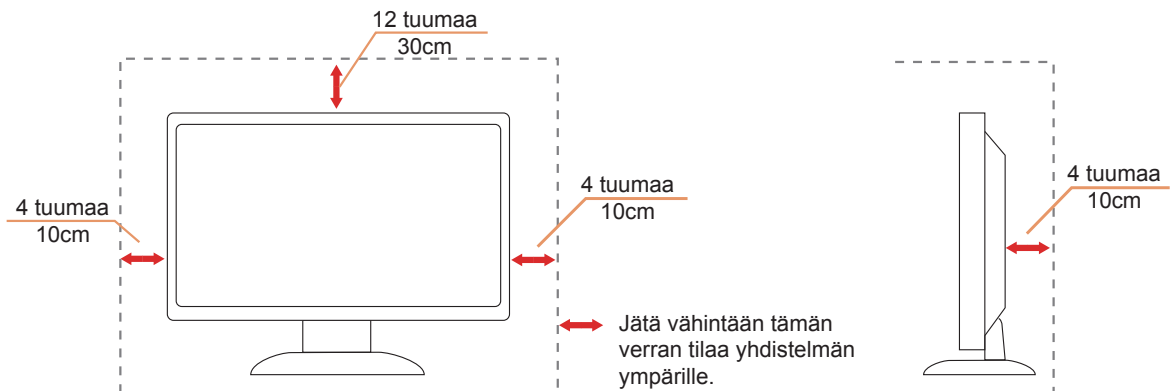 12 tuumaa
30cm
4 tuumaa
10cm
4 tuumaa
10cm
4 tuumaa
10cm
Jätä vähintään tämän
verran tilaa yhdistelmän
ympärille.